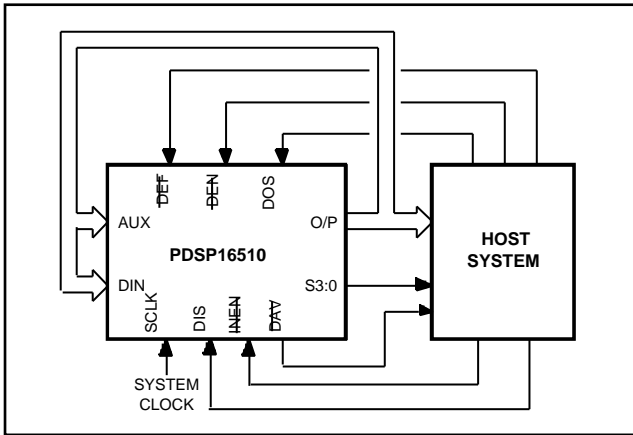 DEF
DEN
DOS
AUX
O/P
PDSP16510
HOST
SYSTEM
DIN
S3:0
SCLK
DIS
INEN
DAV
SYSTEM
CLOCK